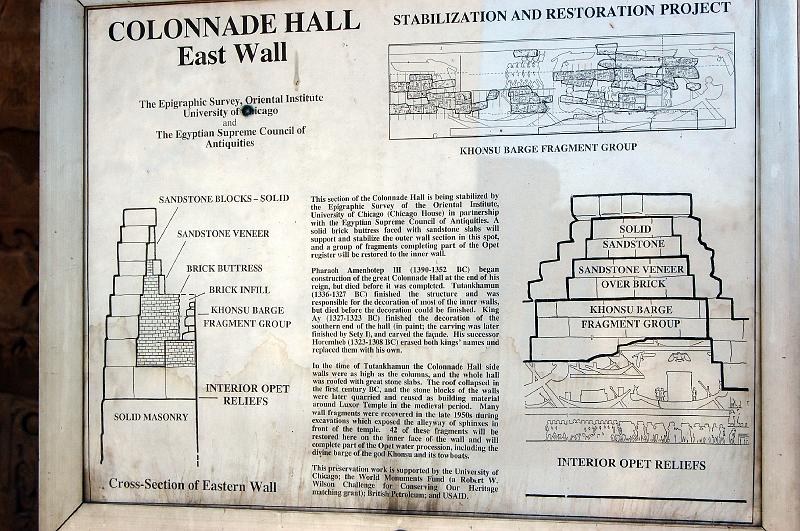 COLONNADE HALL
East Wall
The Epigraphic Survey, Oriental Institute
University of Chicago
and
The Egyptian Supreme Council of
Antiquities
STABILIZATION AND RESTORATION PROJECT
KHONSU BARGE FRAGMENT GROUP
SANDSTONE BLOCKS – SOLID
SANDSTONE VENEER
BRICK BUTTRESS
BRICK INFILL
KHONSU BARGE
FRAGMENT GROUP
INTERIOR OPET
RELIEFS
SOLID MASONRY
Cross-Section of Eastern Wall
This section of the Colonnade Hall is being stabilized by
the Epigraphic Survey of the Oriental Institute,
University of Chicago (Chicago House) in partnership
with the Egyptian Supreme Council of Antiquities. A
solid brick buttress faced with sandstone slabs will
support and stabilize the outer wall section in this spot,
and a group of fragments completing part of the Opet
register will be restored to the inner wall.
Pharaoh Amenhotep III (1390-1352 BC) began
construction of the great Colonnade Hall at the end of his
reign, but died before it was completed. Tutankhamun
(1336-1327 BC) finished the structure and was
responsible for the decoration of most of the inner walls,
but died before the decoration could be finished. King
Ay (1327-1323 BC) finished the decoration of the
southern end of the hall (in paint; the carving was later
finished by Sety I), and carved the façade. His successor
Horemheb (1323-1308 BC) erased both kings' names and
replaced them with his own.
In the time of Tutankhamun the Colonnade Hall side
walls were as high as the columns, and the whole hall
was roofed with great stone slabs. The roof collapsed in
the first century BC, and the stone blocks of the walls
were later quarried and reused as building material
around Luxor Temple in the medieval period. Many
wall fragments were recovered in the late 1950s during
excavations which exposed the alleyway of sphinxes in
front of the temple. 42 of these fragments will be
restored here on the inner face of the wall and will
complete part of the Opet water procession, including the
divine barge of the god Khonsu and its towboats.
This preservation work is supported by the University of
Chicago; the World Monuments Fund (a Robert W.
Wilson Challenge for Conserving Our Heritage
matching grant); British Petroleum; and USAID.
SOLID
SANDSTONE
SANDSTONE VENEER
OVER BRICK
KHONSU BARGE
FRAGMENT GROUP
INTERIOR OPET RELIEFS